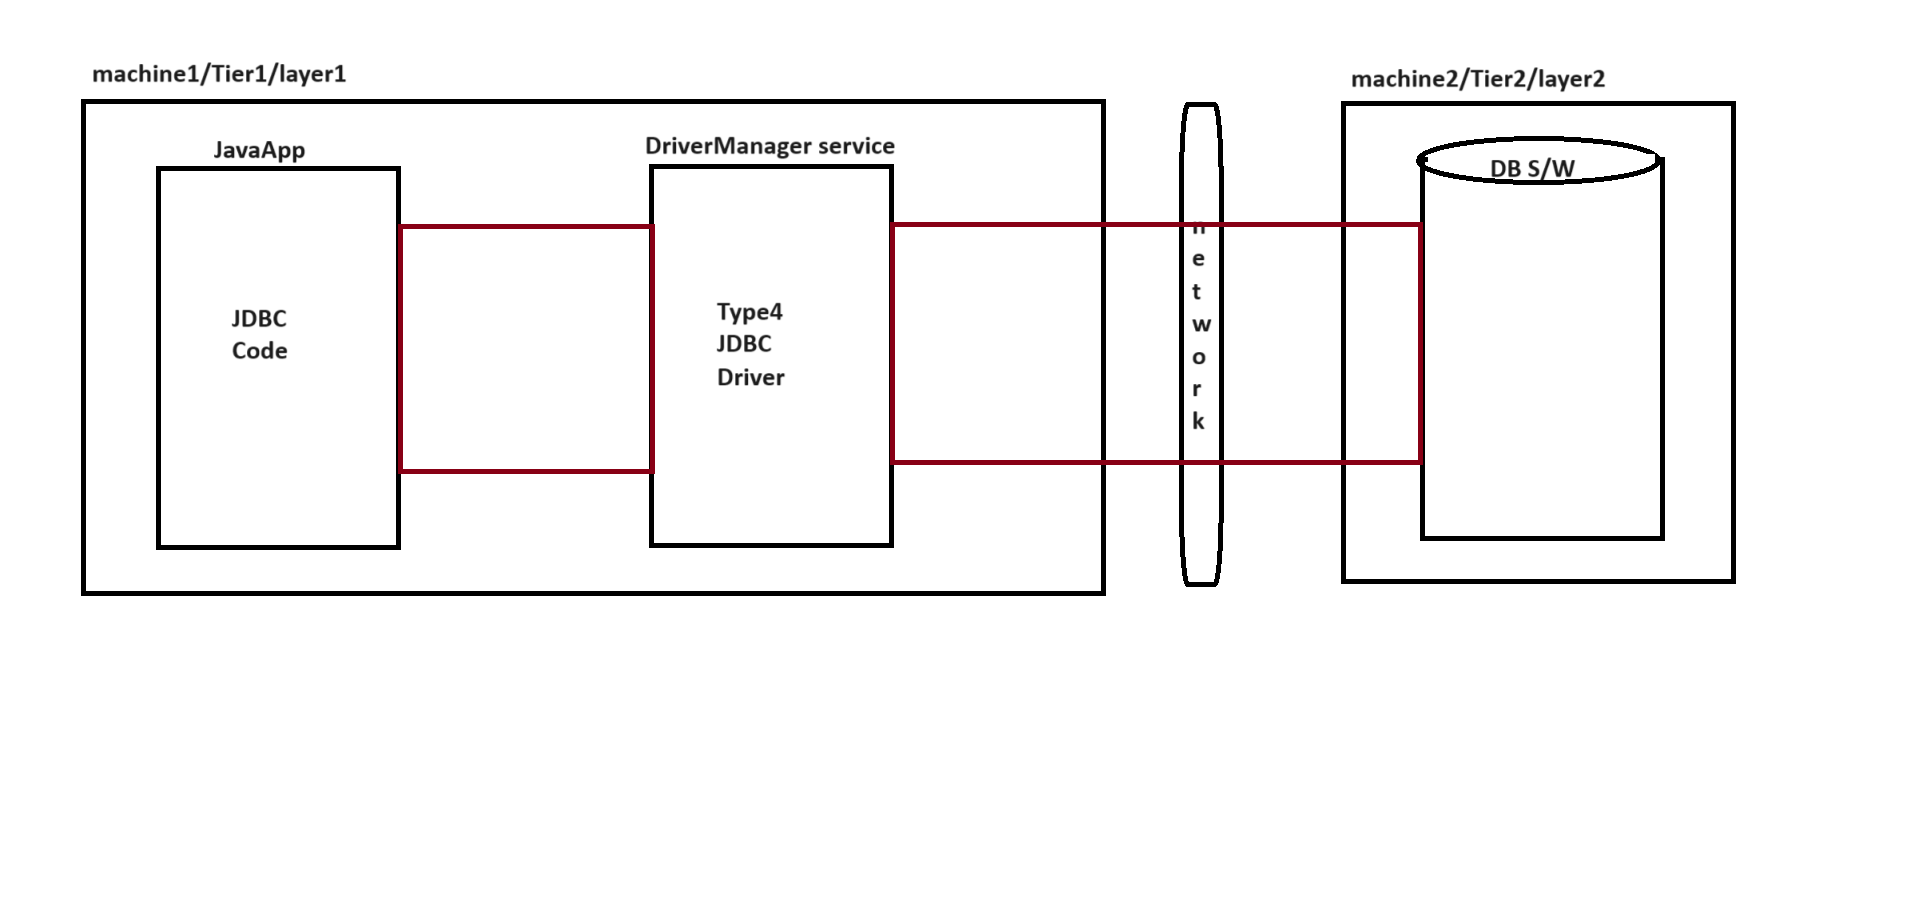 machine1/Tier1/layer1
machine2/Tier2/layer2
JavaApp
DriverManager service
DB S/W
JDBC
Code
Type4
JDBC
Driver
n
e
t
w
o
r
k